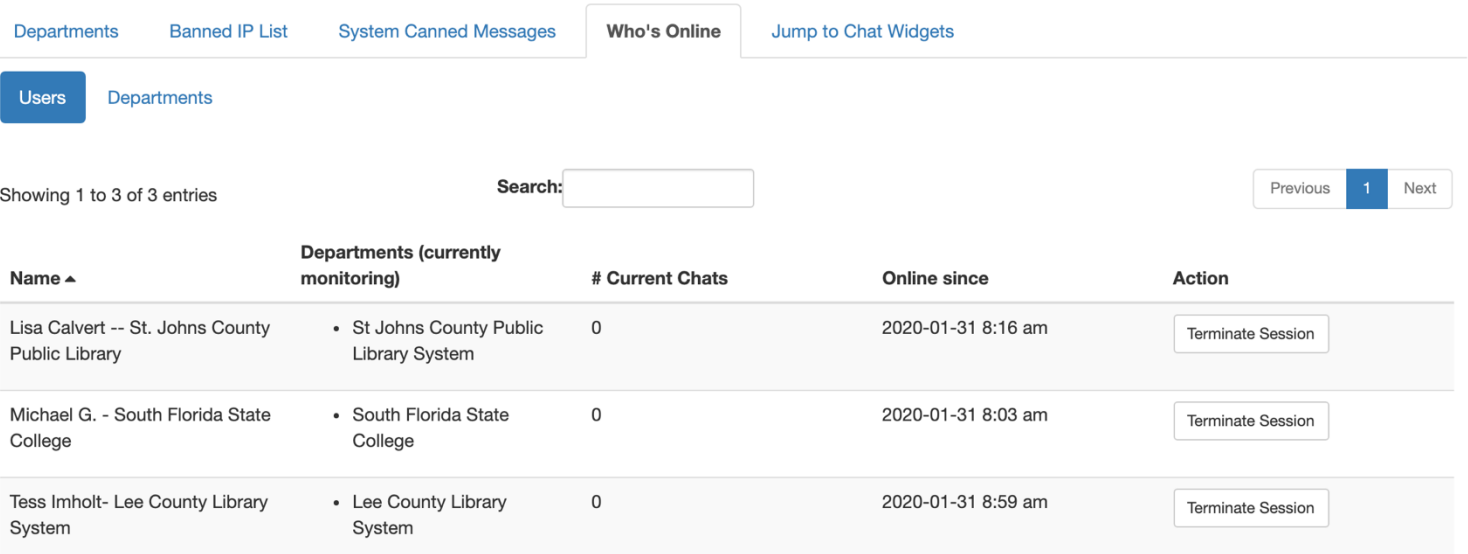 Departments Banned IP List System Canned Messages Who's Online Jump to Chat Widgets
Users Departments
Showing 1 to 3 of 3 entries Search: Previous 1 Next
Departments (currently
Name monitoring) # Current Chats Online since Action
Lisa Calvert -- St. Johns County • St Johns County Public 0 2020-01-31 8:16 am Terminate Session
Public Library Library System
Michael G. - South Florida State • South Florida State 0 2020-01-31 8:03 am Terminate Session
College College
Tess Imholt- Lee County Library • Lee County Library 0 2020-01-31 8:59 am Terminate Session
System System